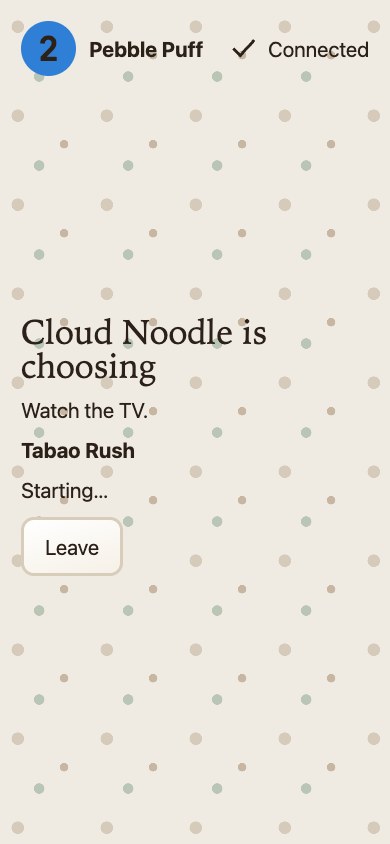 2 Pebble Puff Connected
Cloud Noodle is
choosing
Watch the TV.
Tabao Rush
Starting...
Leave